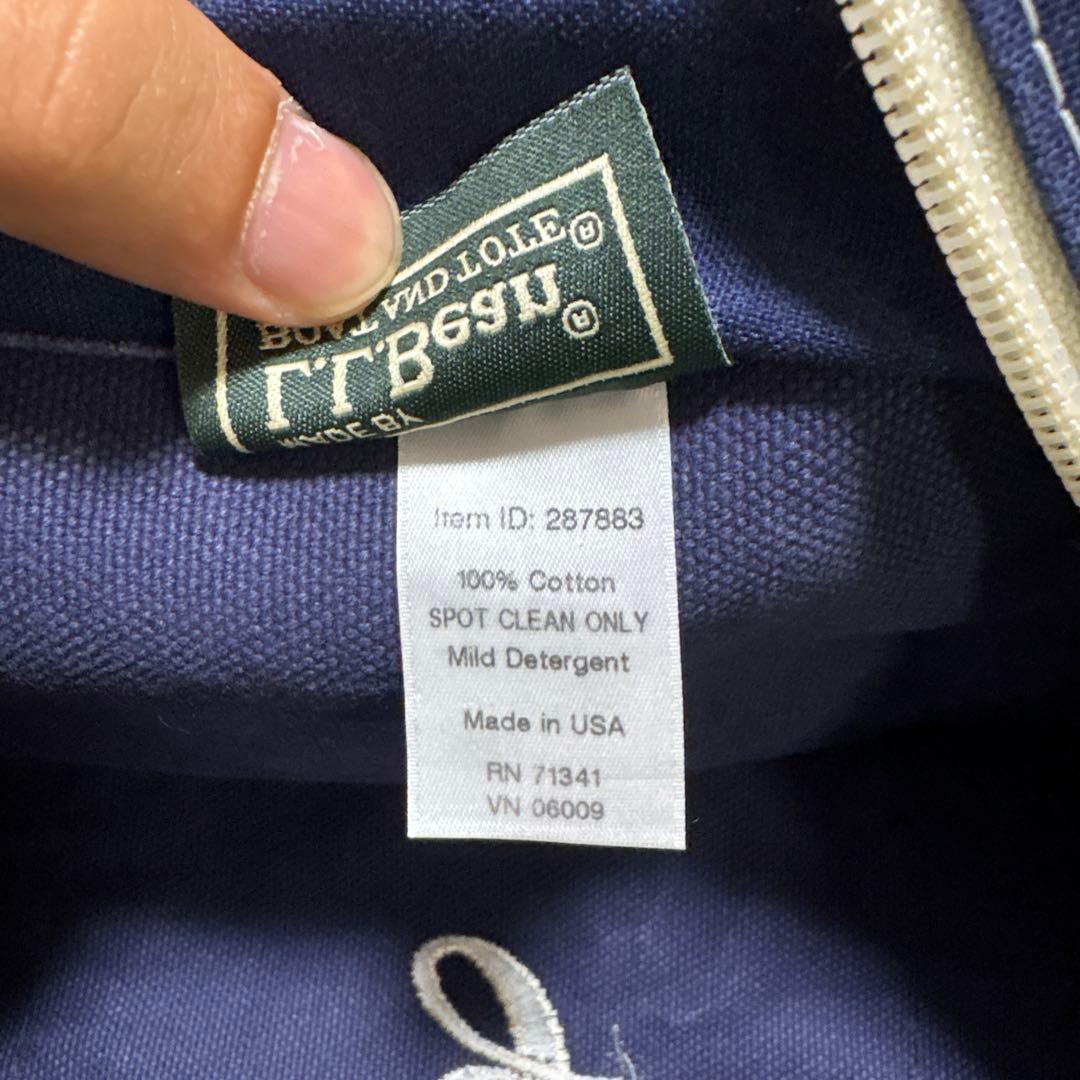 MADE BY
L.L.Bean®
BOAT AND TOTE®
Item ID: 287883
100% Cotton
SPOT CLEAN ONLY
Mild Detergent
Made in USA
RN 71341
VN 06009